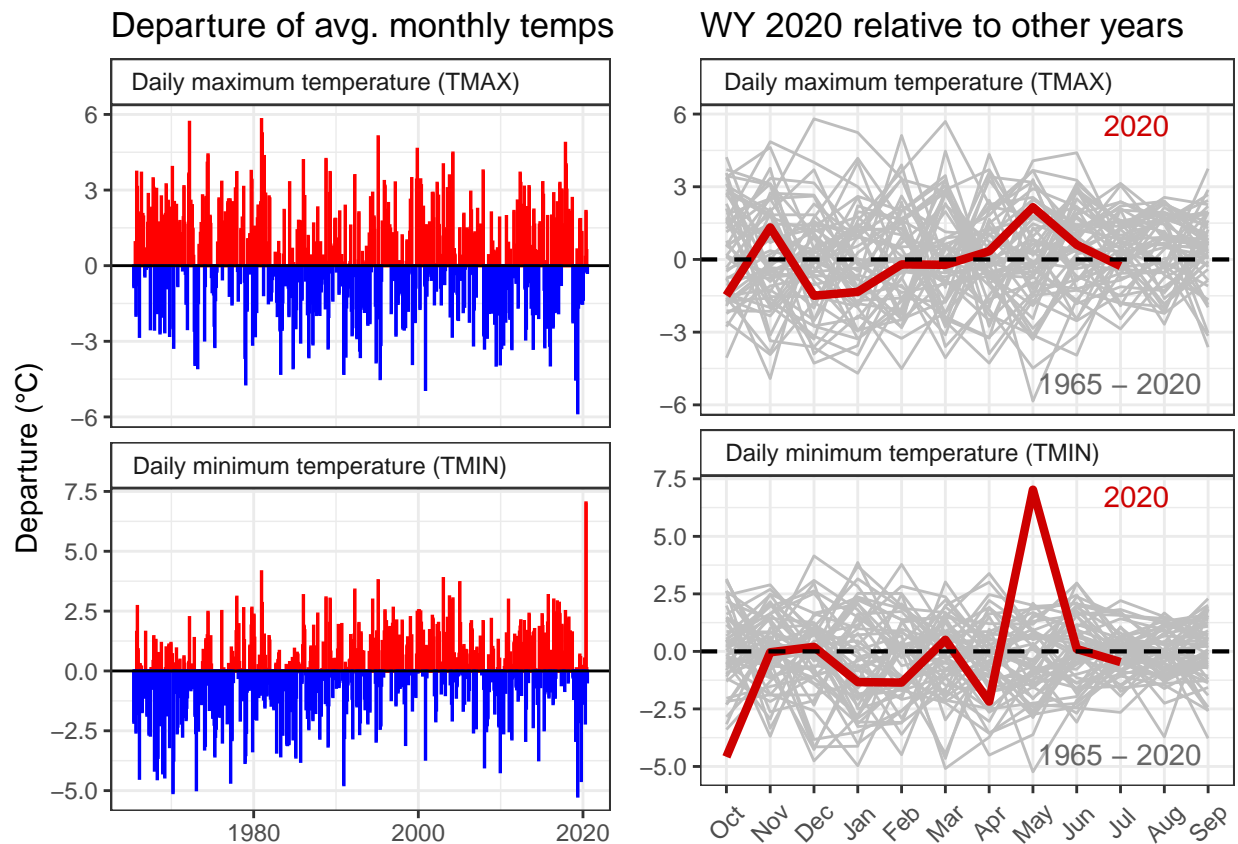 Departure of avg. monthly temps
WY 2020 relative to other years
Departure (°C)
Daily maximum temperature (TMAX)
6
3
0
−3
−6
Daily minimum temperature (TMIN)
7.5
5.0
2.5
0.0
−2.5
−5.0
1980
2000
2020
Daily maximum temperature (TMAX)
6
3
0
−3
−6
2020
1965 − 2020
Daily minimum temperature (TMIN)
7.5
5.0
2.5
0.0
−2.5
−5.0
2020
1965 − 2020
Oct
Nov
Dec
Jan
Feb
Mar
Apr
May
Jun
Jul
Aug
Sep